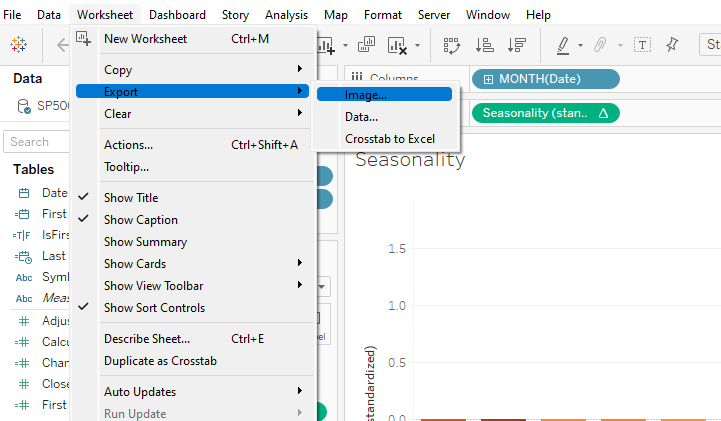 File Data Worksheet Dashboard Story Analysis Map Format Server Window Help
New Worksheet Ctrl+M
Copy
Export
Clear
Actions... Ctrl+Shift+A
Tooltip...
Show Title
Show Caption
Show Summary
Show Cards
Show View Toolbar
Show Sort Controls
Describe Sheet... Ctrl+E
Duplicate as Crosstab
Auto Updates
Run Update
Image...
Data...
Crosstab to Excel
Data
SP500
Search
Tables
Date
First
IsFirs
Last
Abc Symb
Abc Meas
Adjus
Calcu
Chan
Close
First
Columns MONTH(Date)
Seasonality (stan.. Δ
Seasonality
1.5
1.0
0.0
standardized)